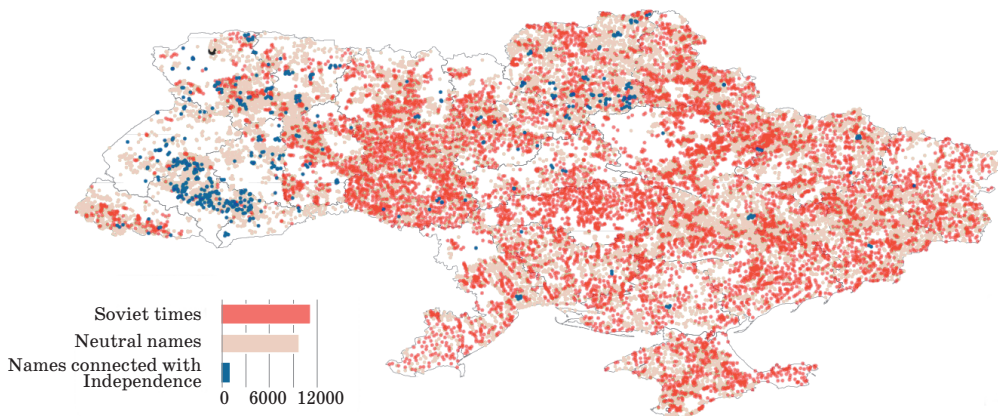 Soviet times
Neutral names
Names connected with
Independence
0 6000 12000